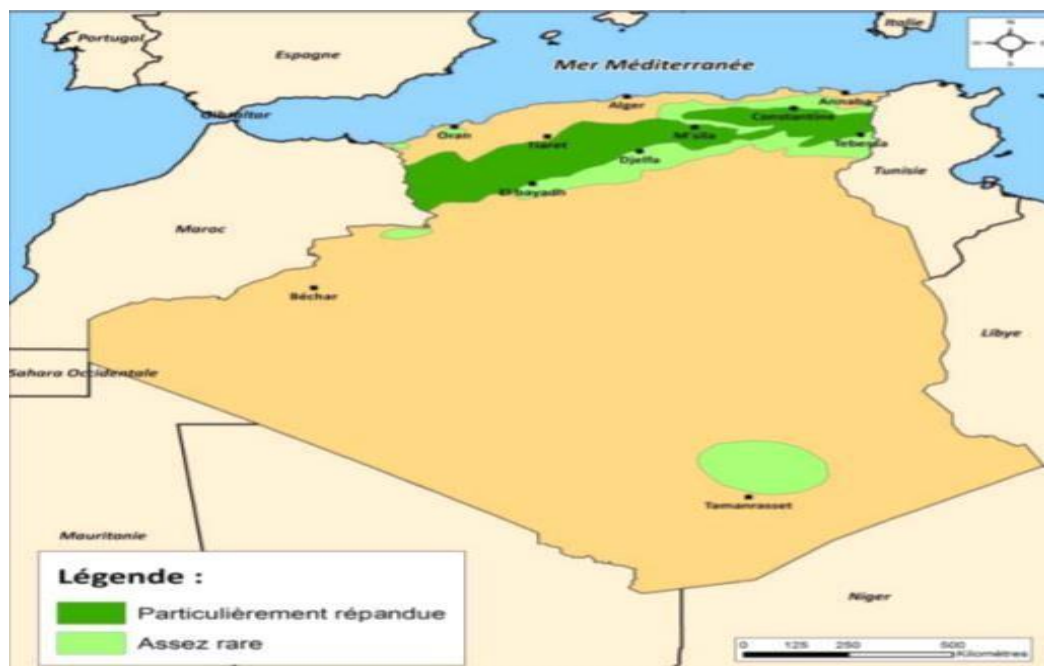 Portugal
Espagne
Italie
N
S
Mer Méditerranée
Gibraltar
Alger
Annaba
Oran
Constantine
Tiaret
M'sila
Tebessa
Djelfa
El bayadh
Tunisie
Maroc
Béchar
Libye
Sahara Occidentale
Tamanrasset
Mauritanie
Niger
Légende :
Particulièrement répandue
Assez rare
0 125 250 500
Kilomètres